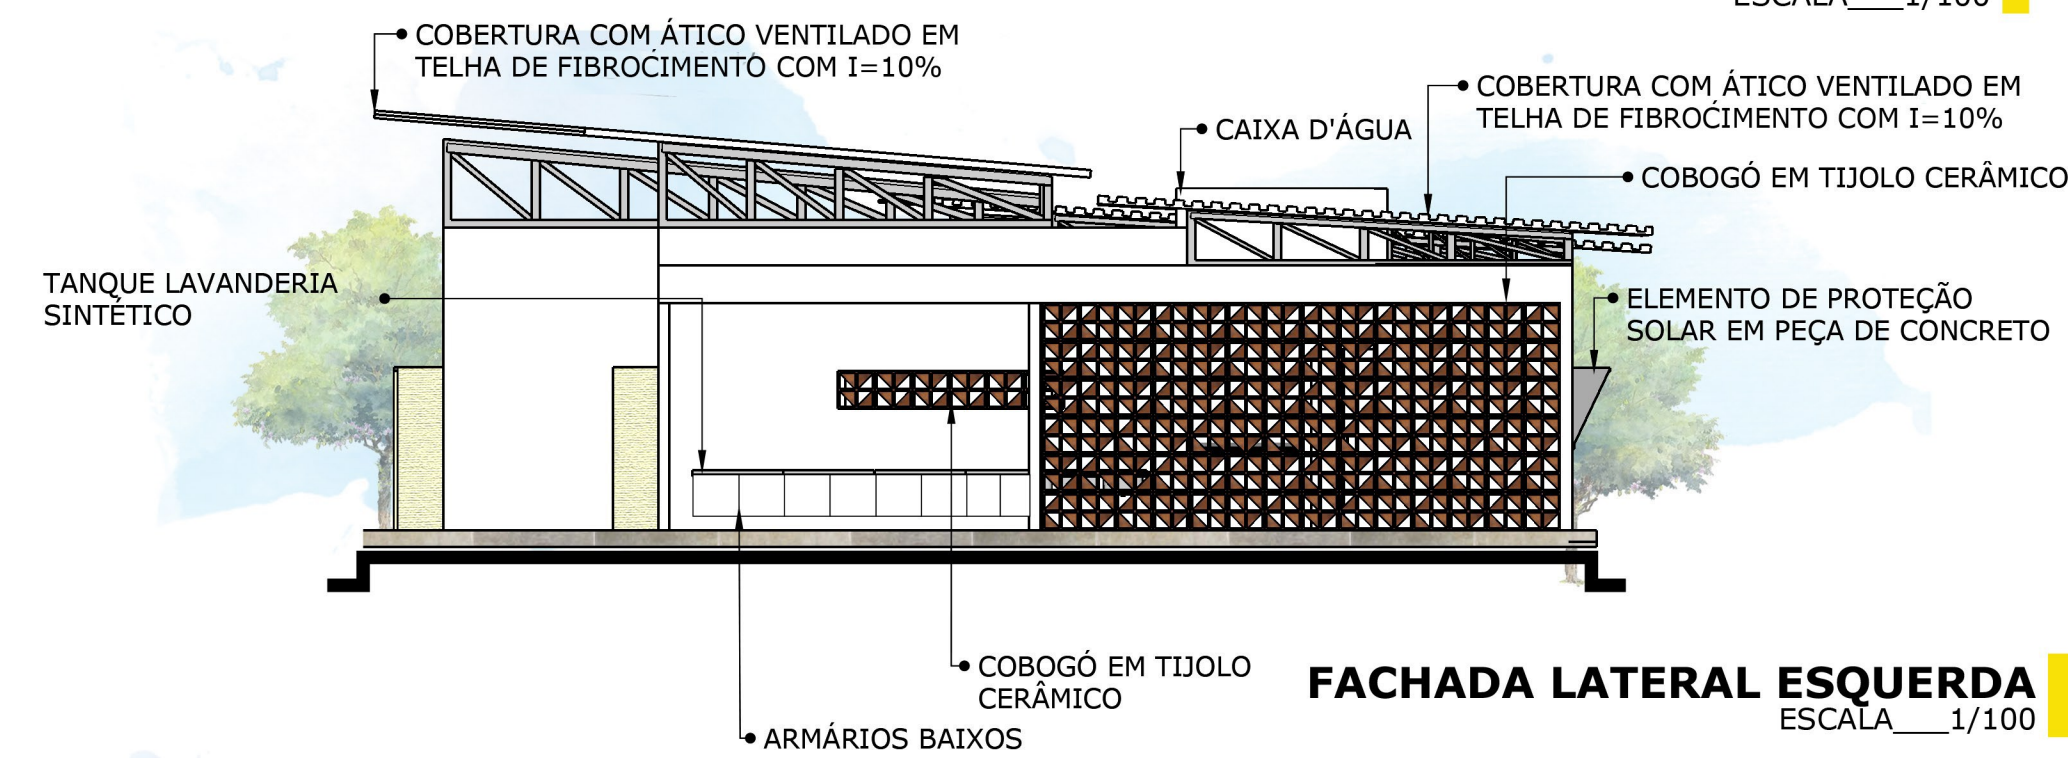 ESCALA___1/100
COBERTURA COM ÁTICO VENTILADO EM
TELHA DE FIBROCIMENTO COM I=10%
COBERTURA COM ÁTICO VENTILADO EM
TELHA DE FIBROCIMENTO COM I=10%
CAIXA D'ÁGUA
COBOGÓ EM TIJOLO CERÂMICO
TANQUE LAVANDERIA
SINTÉTICO
ELEMENTO DE PROTEÇÃO
SOLAR EM PEÇA DE CONCRETO
COBOGÓ EM TIJOLO
CERÂMICO
ARMÁRIOS BAIXOS
FACHADA LATERAL ESQUERDA
ESCALA___1/100